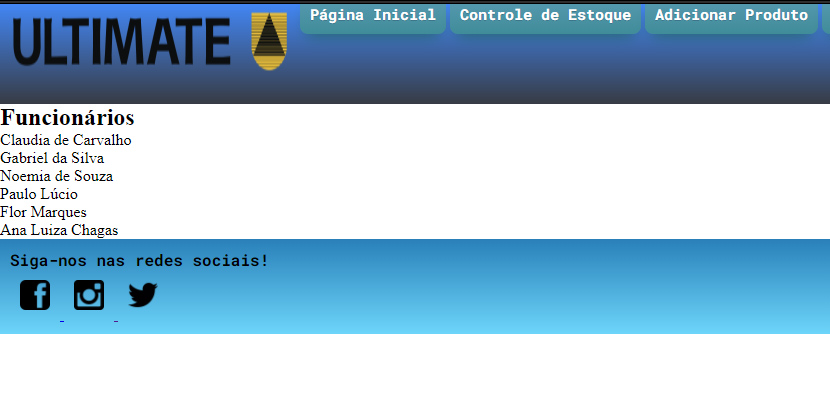 ULTIMATE
Página Inicial Controle de Estoque Adicionar Produto
Funcionários
Claudia de Carvalho
Gabriel da Silva
Noemia de Souza
Paulo Lúcio
Flor Marques
Ana Luiza Chagas
Siga-nos nas redes sociais!